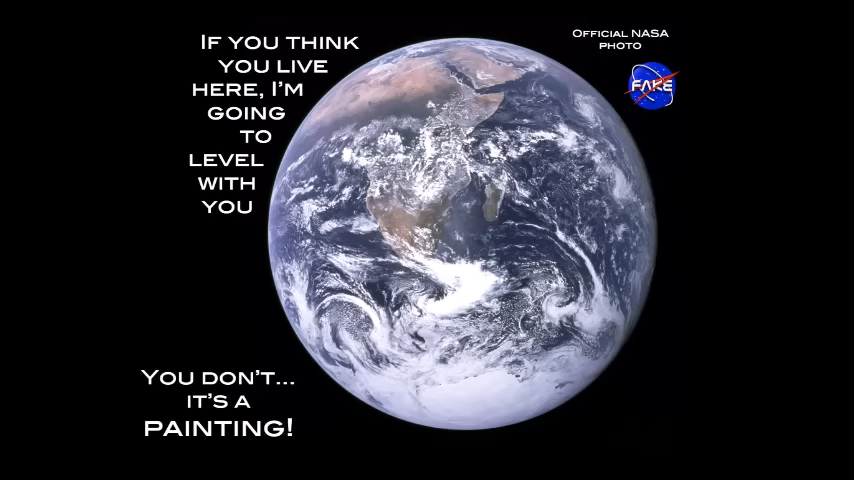 If you think
you live
here, I'm
going
to
level
with
you
Official NASA
photo
FAKE
You don't...
it's a
painting!